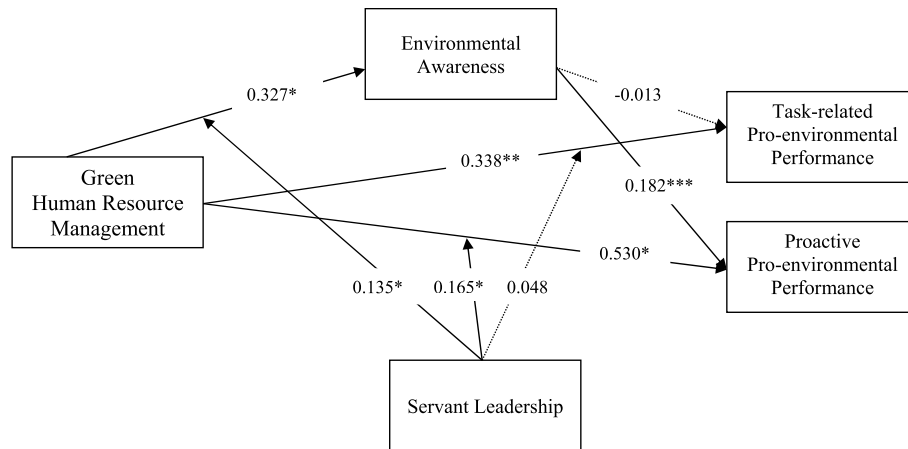 Environmental
Awareness
0.327*
-0.013
Task-related
Pro-environmental
Performance
0.338**
Green
Human Resource
Management
0.182***
Proactive
Pro-environmental
Performance
0.530*
0.135*
0.165*
0.048
Servant Leadership